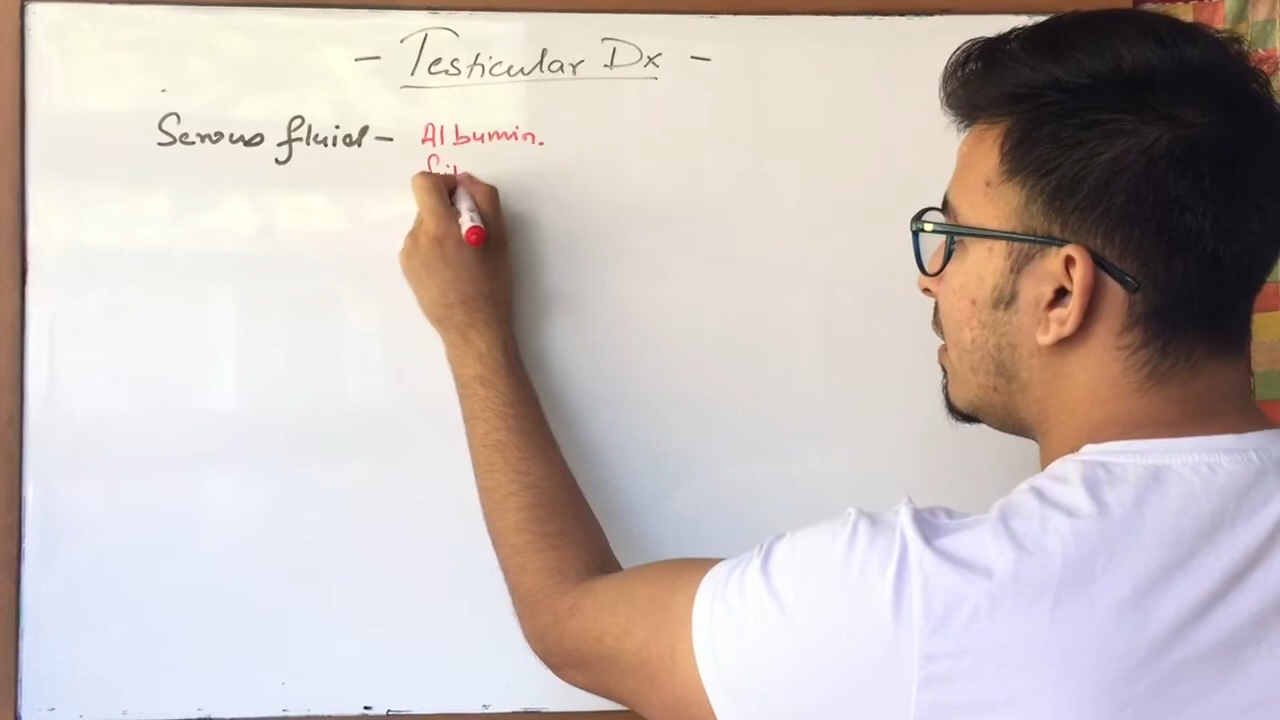 - Testicular Dx -
Serous fluid - Albumin.